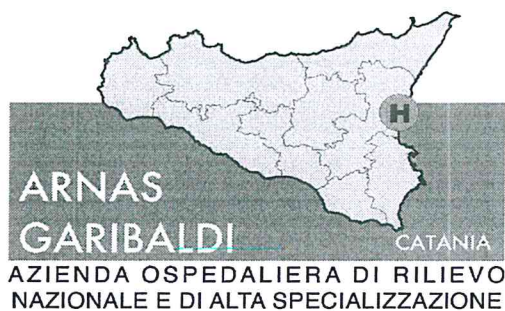 H
ARNAS
GARIBALDI
CATANIA
AZIENDA OSPEDALIERA DI RILIEVO
NAZIONALE E DI ALTA SPECIALIZZAZIONE